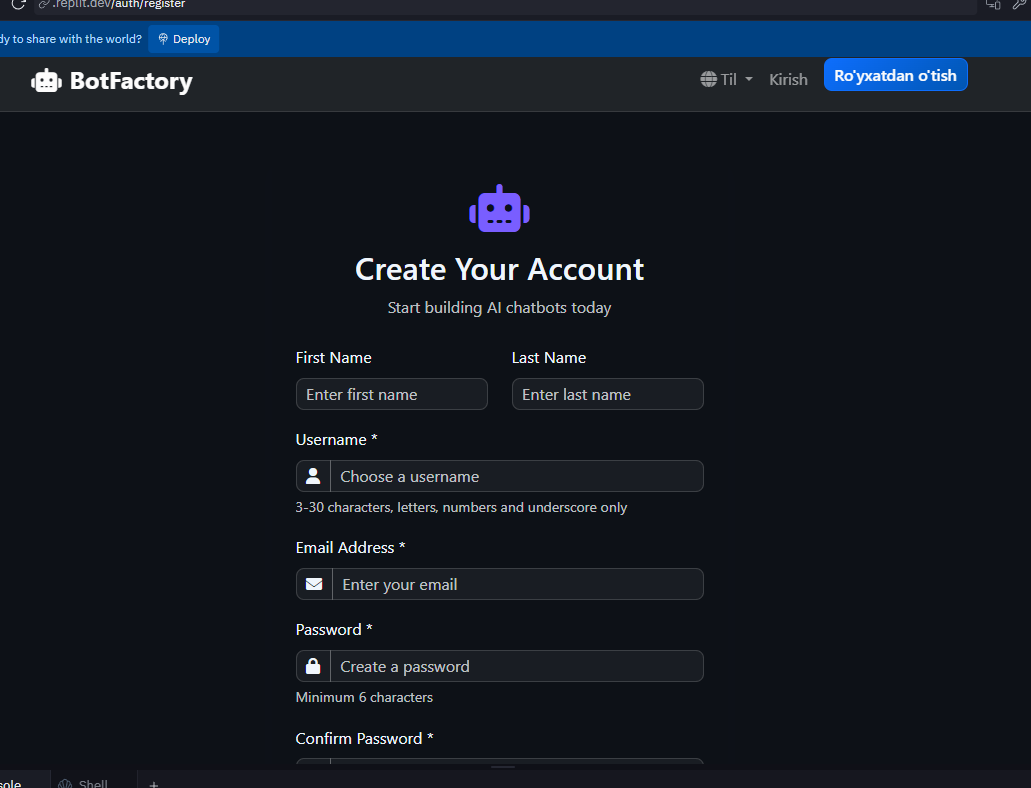 .replit.dev/auth/register
dy to share with the world? Deploy
BotFactory Til Kirish Ro'yxatdan o'tish
Create Your Account
Start building AI chatbots today
First Name Last Name
Enter first name Enter last name
Username *
Choose a username
3-30 characters, letters, numbers and underscore only
Email Address *
Enter your email
Password *
Create a password
Minimum 6 characters
Confirm Password *
sole Shell +